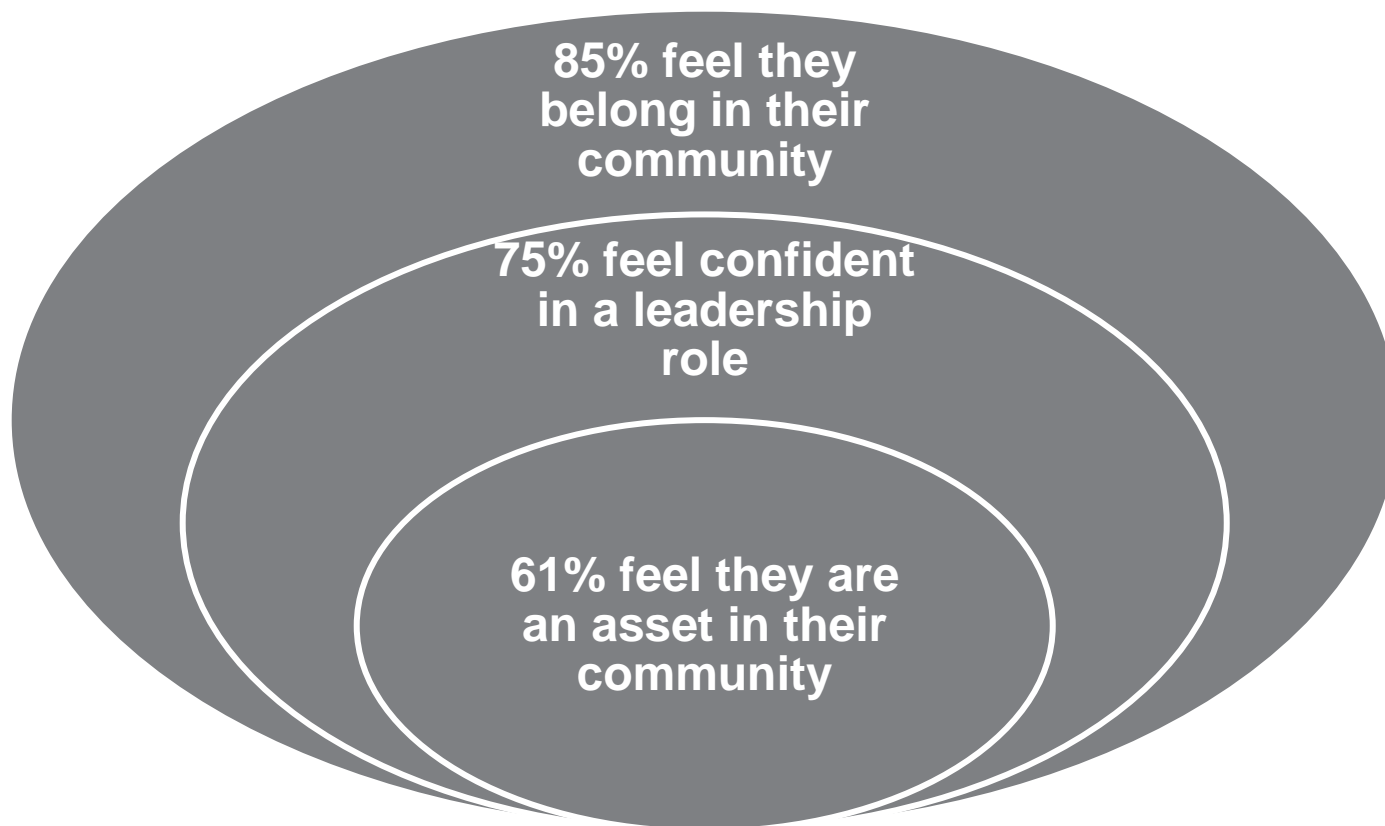 85% feel they
belong in their
community
75% feel confident
in a leadership
role
61% feel they are
an asset in their
community